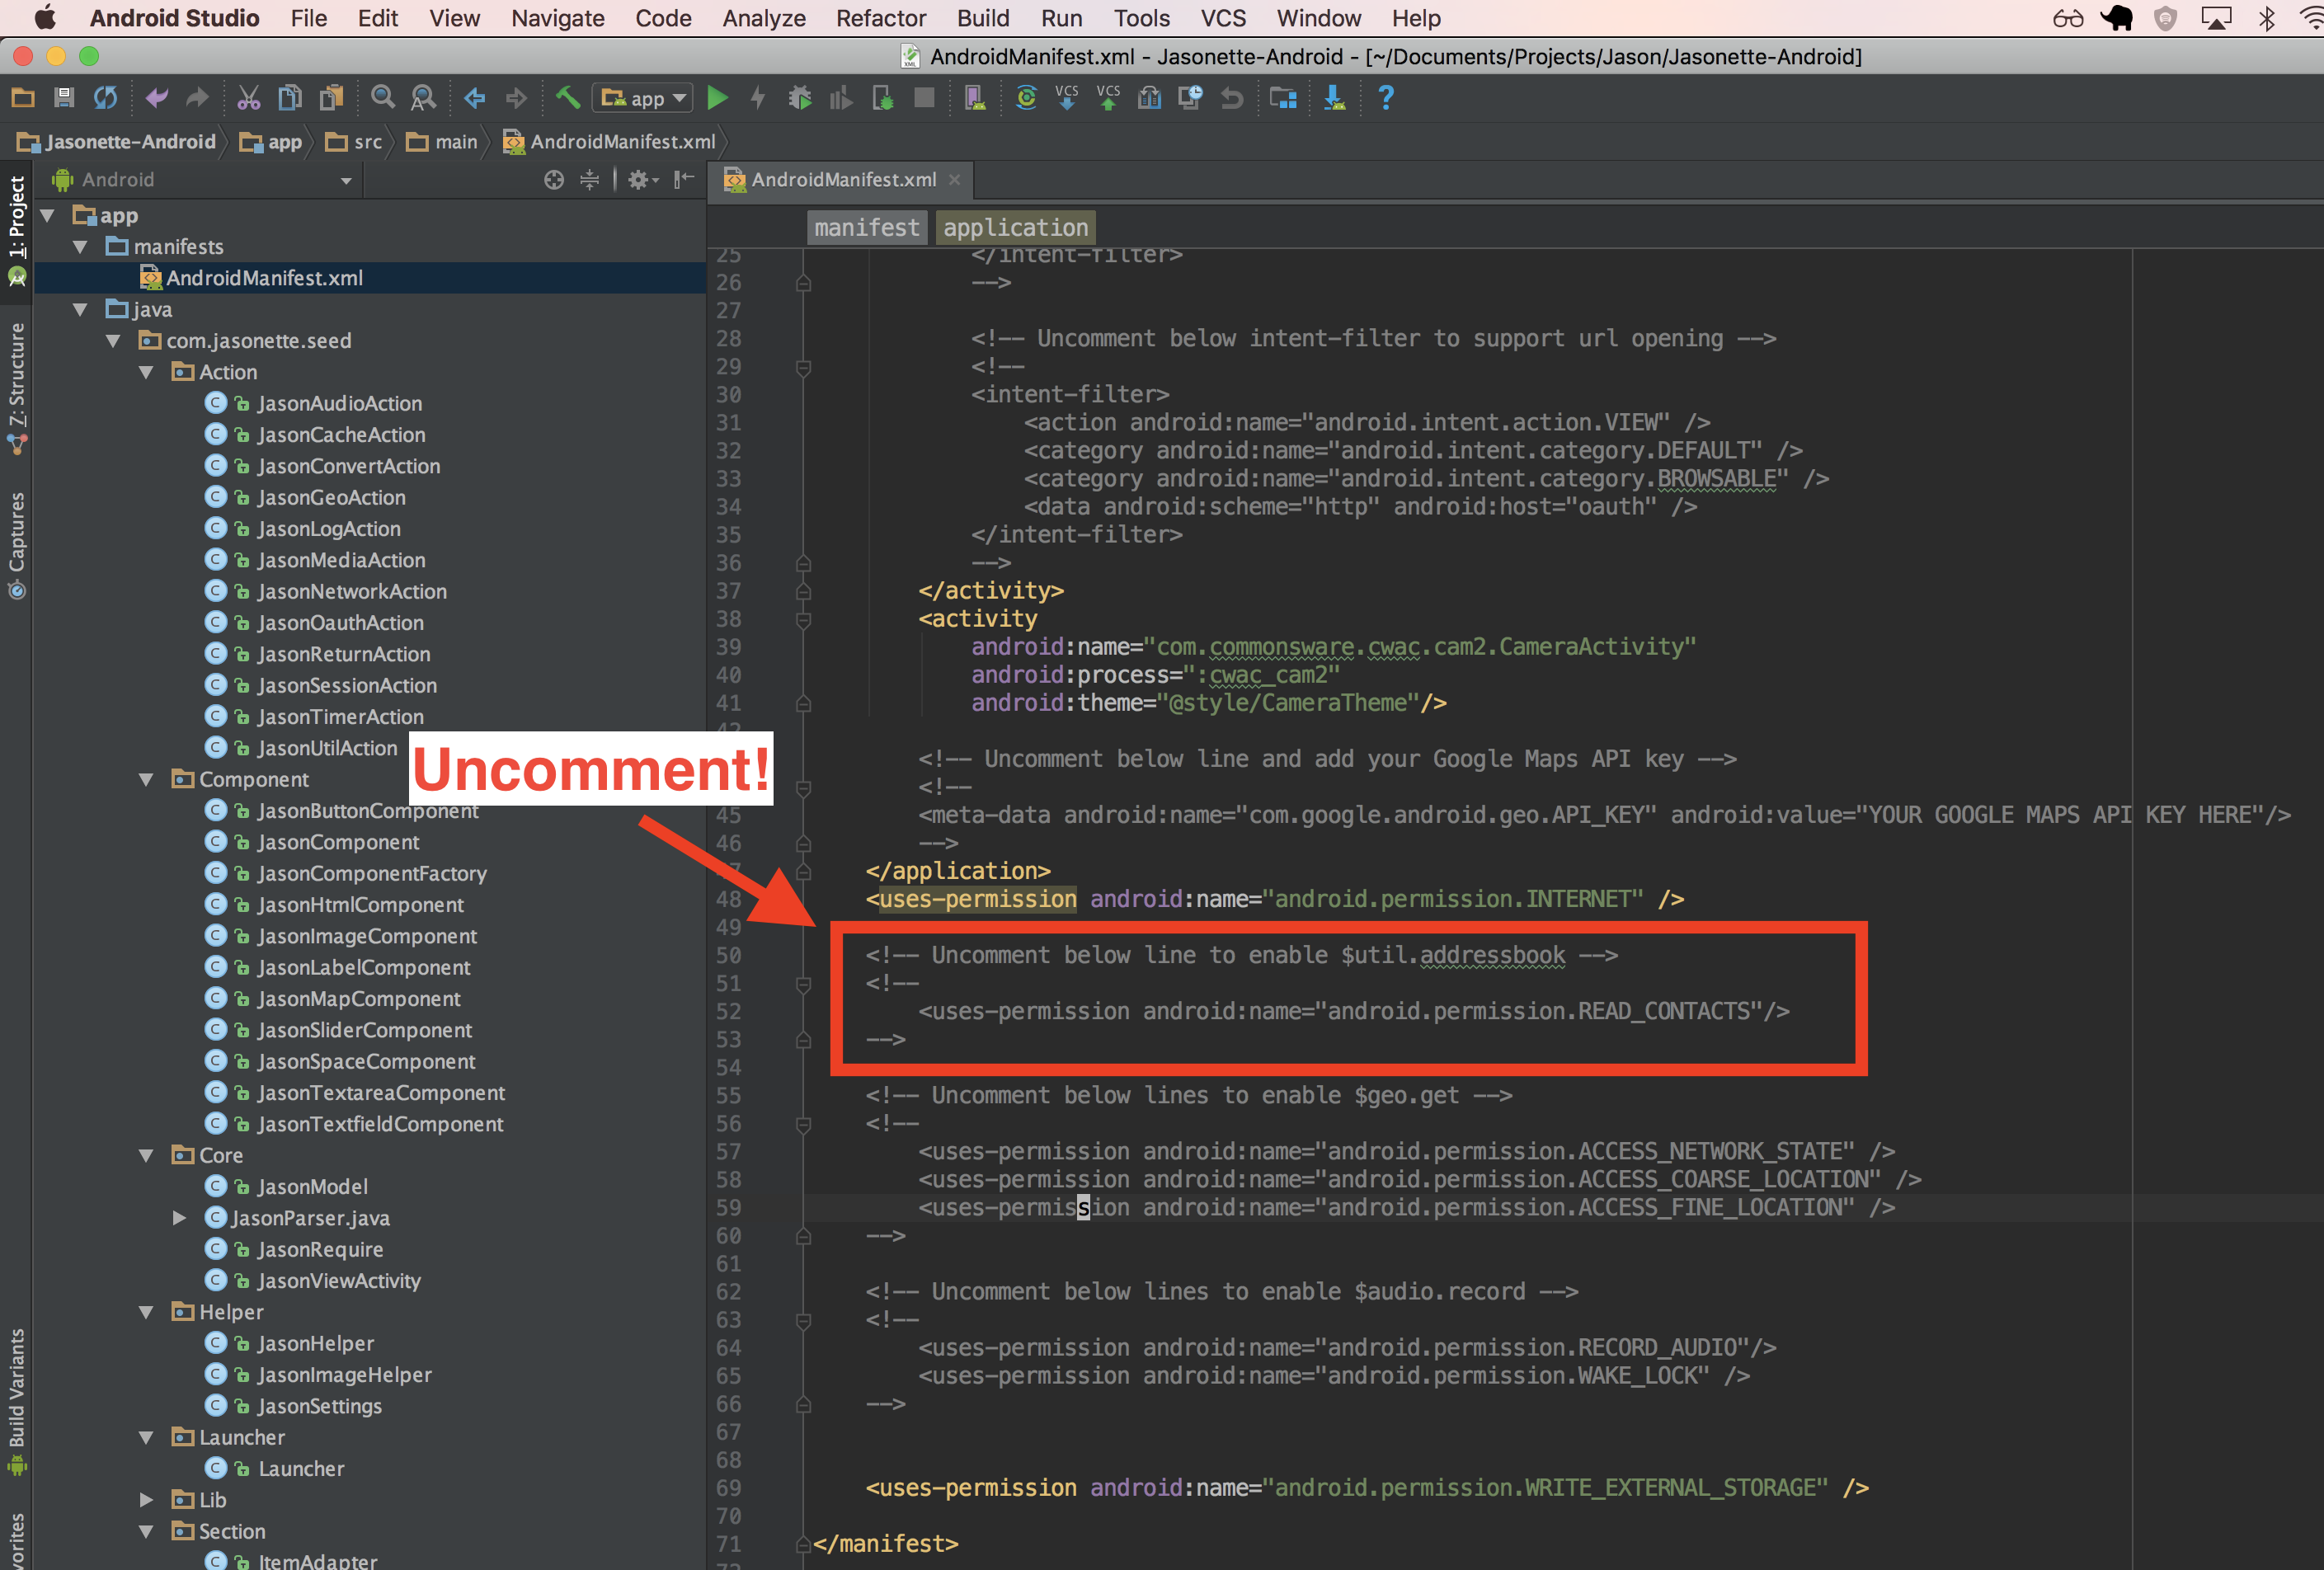 Android Studio File Edit View Navigate Code Analyze Refactor Build Run Tools VCS Window Help
AndroidManifest.xml - Jasonette-Android - [~/Documents/Projects/Jason/Jasonette-Android]
app VCS VCS ?
Jasonette-Android app src main AndroidManifest.xml
1: Project
Z: Structure
Captures
Build Variants
Android
app
manifests
AndroidManifest.xml
java
com.jasonette.seed
Action
JasonAudioAction
JasonCacheAction
JasonConvertAction
JasonGeoAction
JasonLogAction
JasonMediaAction
JasonNetworkAction
JasonOauthAction
JasonReturnAction
JasonSessionAction
JasonTimerAction
JasonUtilAction
Component
JasonButtonComponent
JasonComponent
JasonComponentFactory
JasonHtmlComponent
JasonImageComponent
JasonLabelComponent
JasonMapComponent
JasonSliderComponent
JasonSpaceComponent
JasonTextareaComponent
JasonTextfieldComponent
Core
JasonModel
JasonParser.java
JasonRequire
JasonViewActivity
Helper
JasonHelper
JasonImageHelper
JasonSettings
Launcher
Launcher
Lib
Section
ItemAdapter
Uncomment!
AndroidManifest.xml
manifest application
25 </intent-filter>
26 -->
27
28 <!-- Uncomment below intent-filter to support url opening -->
29 <!--
30 <intent-filter>
31 <action android:name="android.intent.action.VIEW" />
32 <category android:name="android.intent.category.DEFAULT" />
33 <category android:name="android.intent.category.BROWSABLE" />
34 <data android:scheme="http" android:host="oauth" />
35 </intent-filter>
36 -->
37 </activity>
38 <activity
39 android:name="com.commonsware.cwac.cam2.CameraActivity"
40 android:process=":cwac_cam2"
41 android:theme="@style/CameraTheme"/>
42
<!-- Uncomment below line and add your Google Maps API key -->
<!--
45 <meta-data android:name="com.google.android.geo.API_KEY" android:value="YOUR GOOGLE MAPS API KEY HERE"/>
46 -->
</application>
48 <uses-permission android:name="android.permission.INTERNET" />
49
50 <!-- Uncomment below line to enable $util.addressbook -->
51 <!--
52 <uses-permission android:name="android.permission.READ_CONTACTS"/>
53 -->
54
55 <!-- Uncomment below lines to enable $geo.get -->
56 <!--
57 <uses-permission android:name="android.permission.ACCESS_NETWORK_STATE" />
58 <uses-permission android:name="android.permission.ACCESS_COARSE_LOCATION" />
59 <uses-permission android:name="android.permission.ACCESS_FINE_LOCATION" />
60 -->
61
62 <!-- Uncomment below lines to enable $audio.record -->
63 <!--
64 <uses-permission android:name="android.permission.RECORD_AUDIO"/>
65 <uses-permission android:name="android.permission.WAKE_LOCK" />
66 -->
67
68
69 <uses-permission android:name="android.permission.WRITE_EXTERNAL_STORAGE" />
70
71 </manifest>